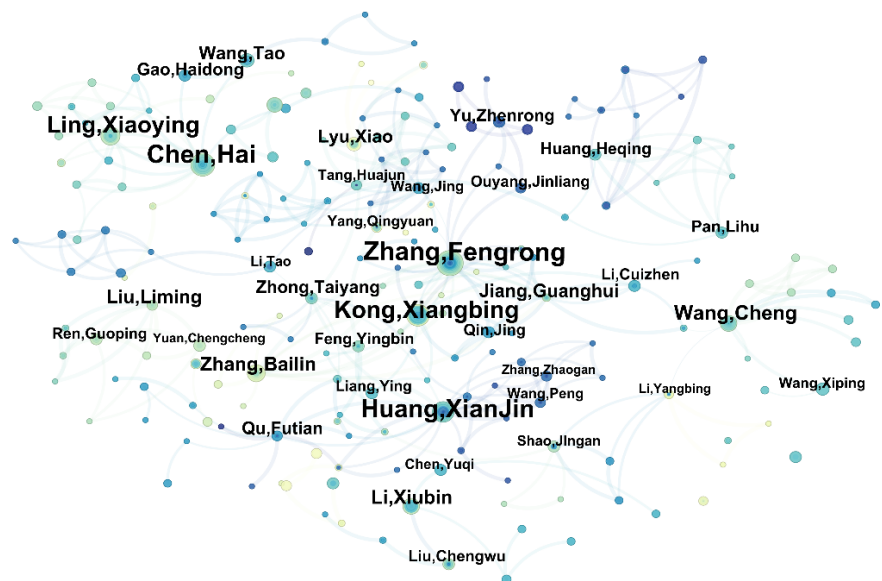 Wang,Tao
Gao,Haidong
Yu,Zhenrong
Ling,Xiaoying
Lyu,Xiao
Huang,Heqing
Chen,Hai
Tang,Huajun
Wang,Jing
Ouyang,Jinliang
Yang,Qingyuan
Pan,Lihu
Zhang,Fengrong
Li,Tao
Li,Cuizhen
Zhong,Taiyang
Jiang,Guanghui
Liu,Liming
Kong,Xiangbing
Wang,Cheng
Qin,Jing
Ren,Guoping
Yuan,Chengcheng
Feng,Yingbin
Zhang,Bailin
Zhang,Zhaogan
Liang,Ying
Wang,Peng
Li,Yangbing
Wang,Xiping
Huang,XianJin
Qu,Futian
Shao,JIngan
Chen,Yuqi
Li,Xiubin
Liu,Chengwu